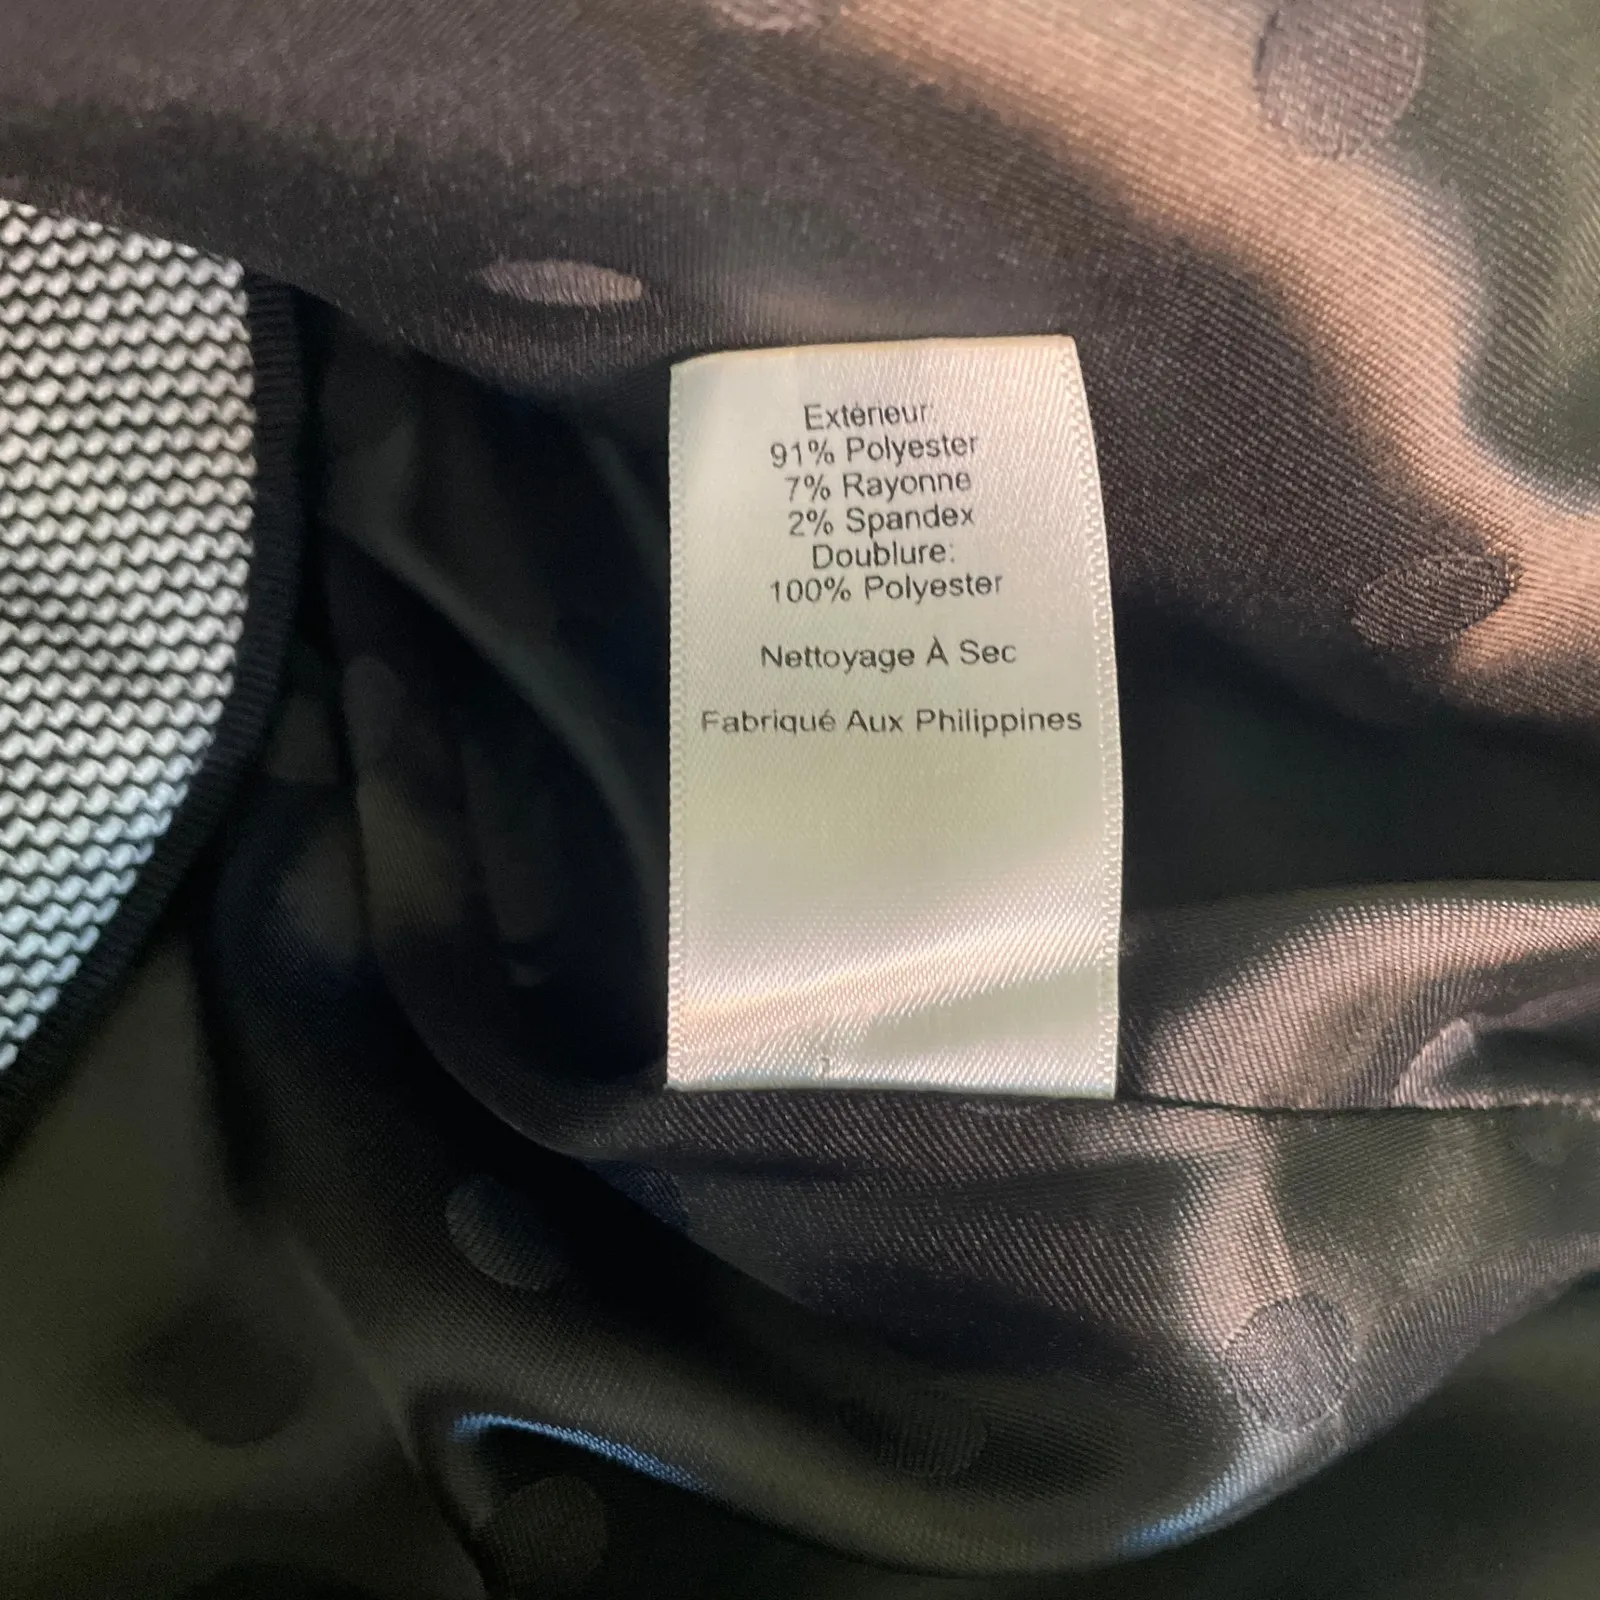 Extérieur:
91% Polyester
7% Rayonne
2% Spandex
Doublure:
100% Polyester
Nettoyage À Sec
Fabriqué Aux Philippines